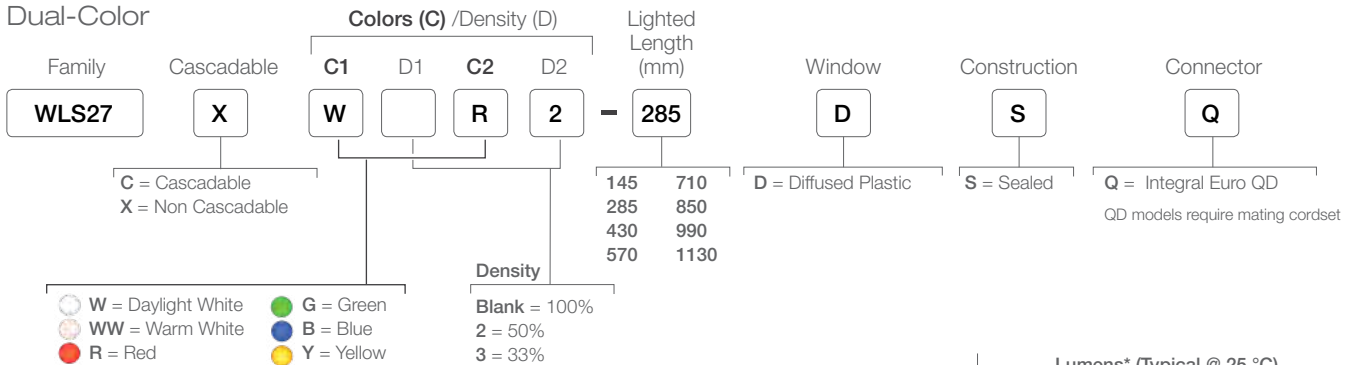 Dual-Color
Colors (C) /Density (D)
Lighted
Length
(mm)
Family
Cascadable
C1
D1
C2
D2
Window
Construction
Connector
WLS27
X
W
R
2
–
285
D
S
Q
C = Cascadable
X = Non Cascadable
145 710
285 850
430 990
570 1130
D = Diffused Plastic
S = Sealed
Q = Integral Euro QD
QD models require mating cordset
W = Daylight White
WW = Warm White
R = Red
G = Green
B = Blue
Y = Yellow
Density
Blank = 100%
2 = 50%
3 = 33%
Lumens* (Typical @ 25 °C)